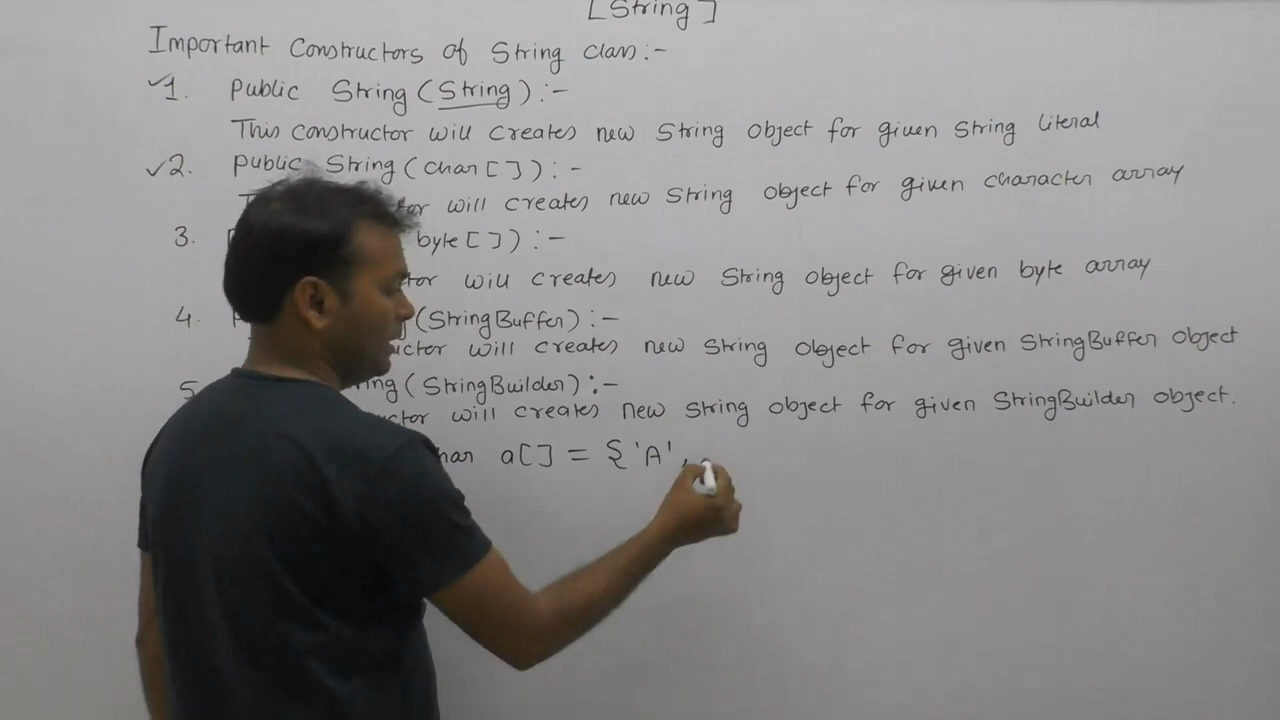 [String]
Important Constructors of String class:-
✓1. public String (String) :-
This constructor will creates new String object for given String literal
✓2. public String (char[]) :-
will creates new String object for given character array
3. byte[]) :-
will creates new String object for given byte array
4. (StringBuffer) :-
will creates new String object for given StringBuffer object
5 (StringBuilder) :-
will creates new String object for given StringBuilder object.
a[] = {'A',